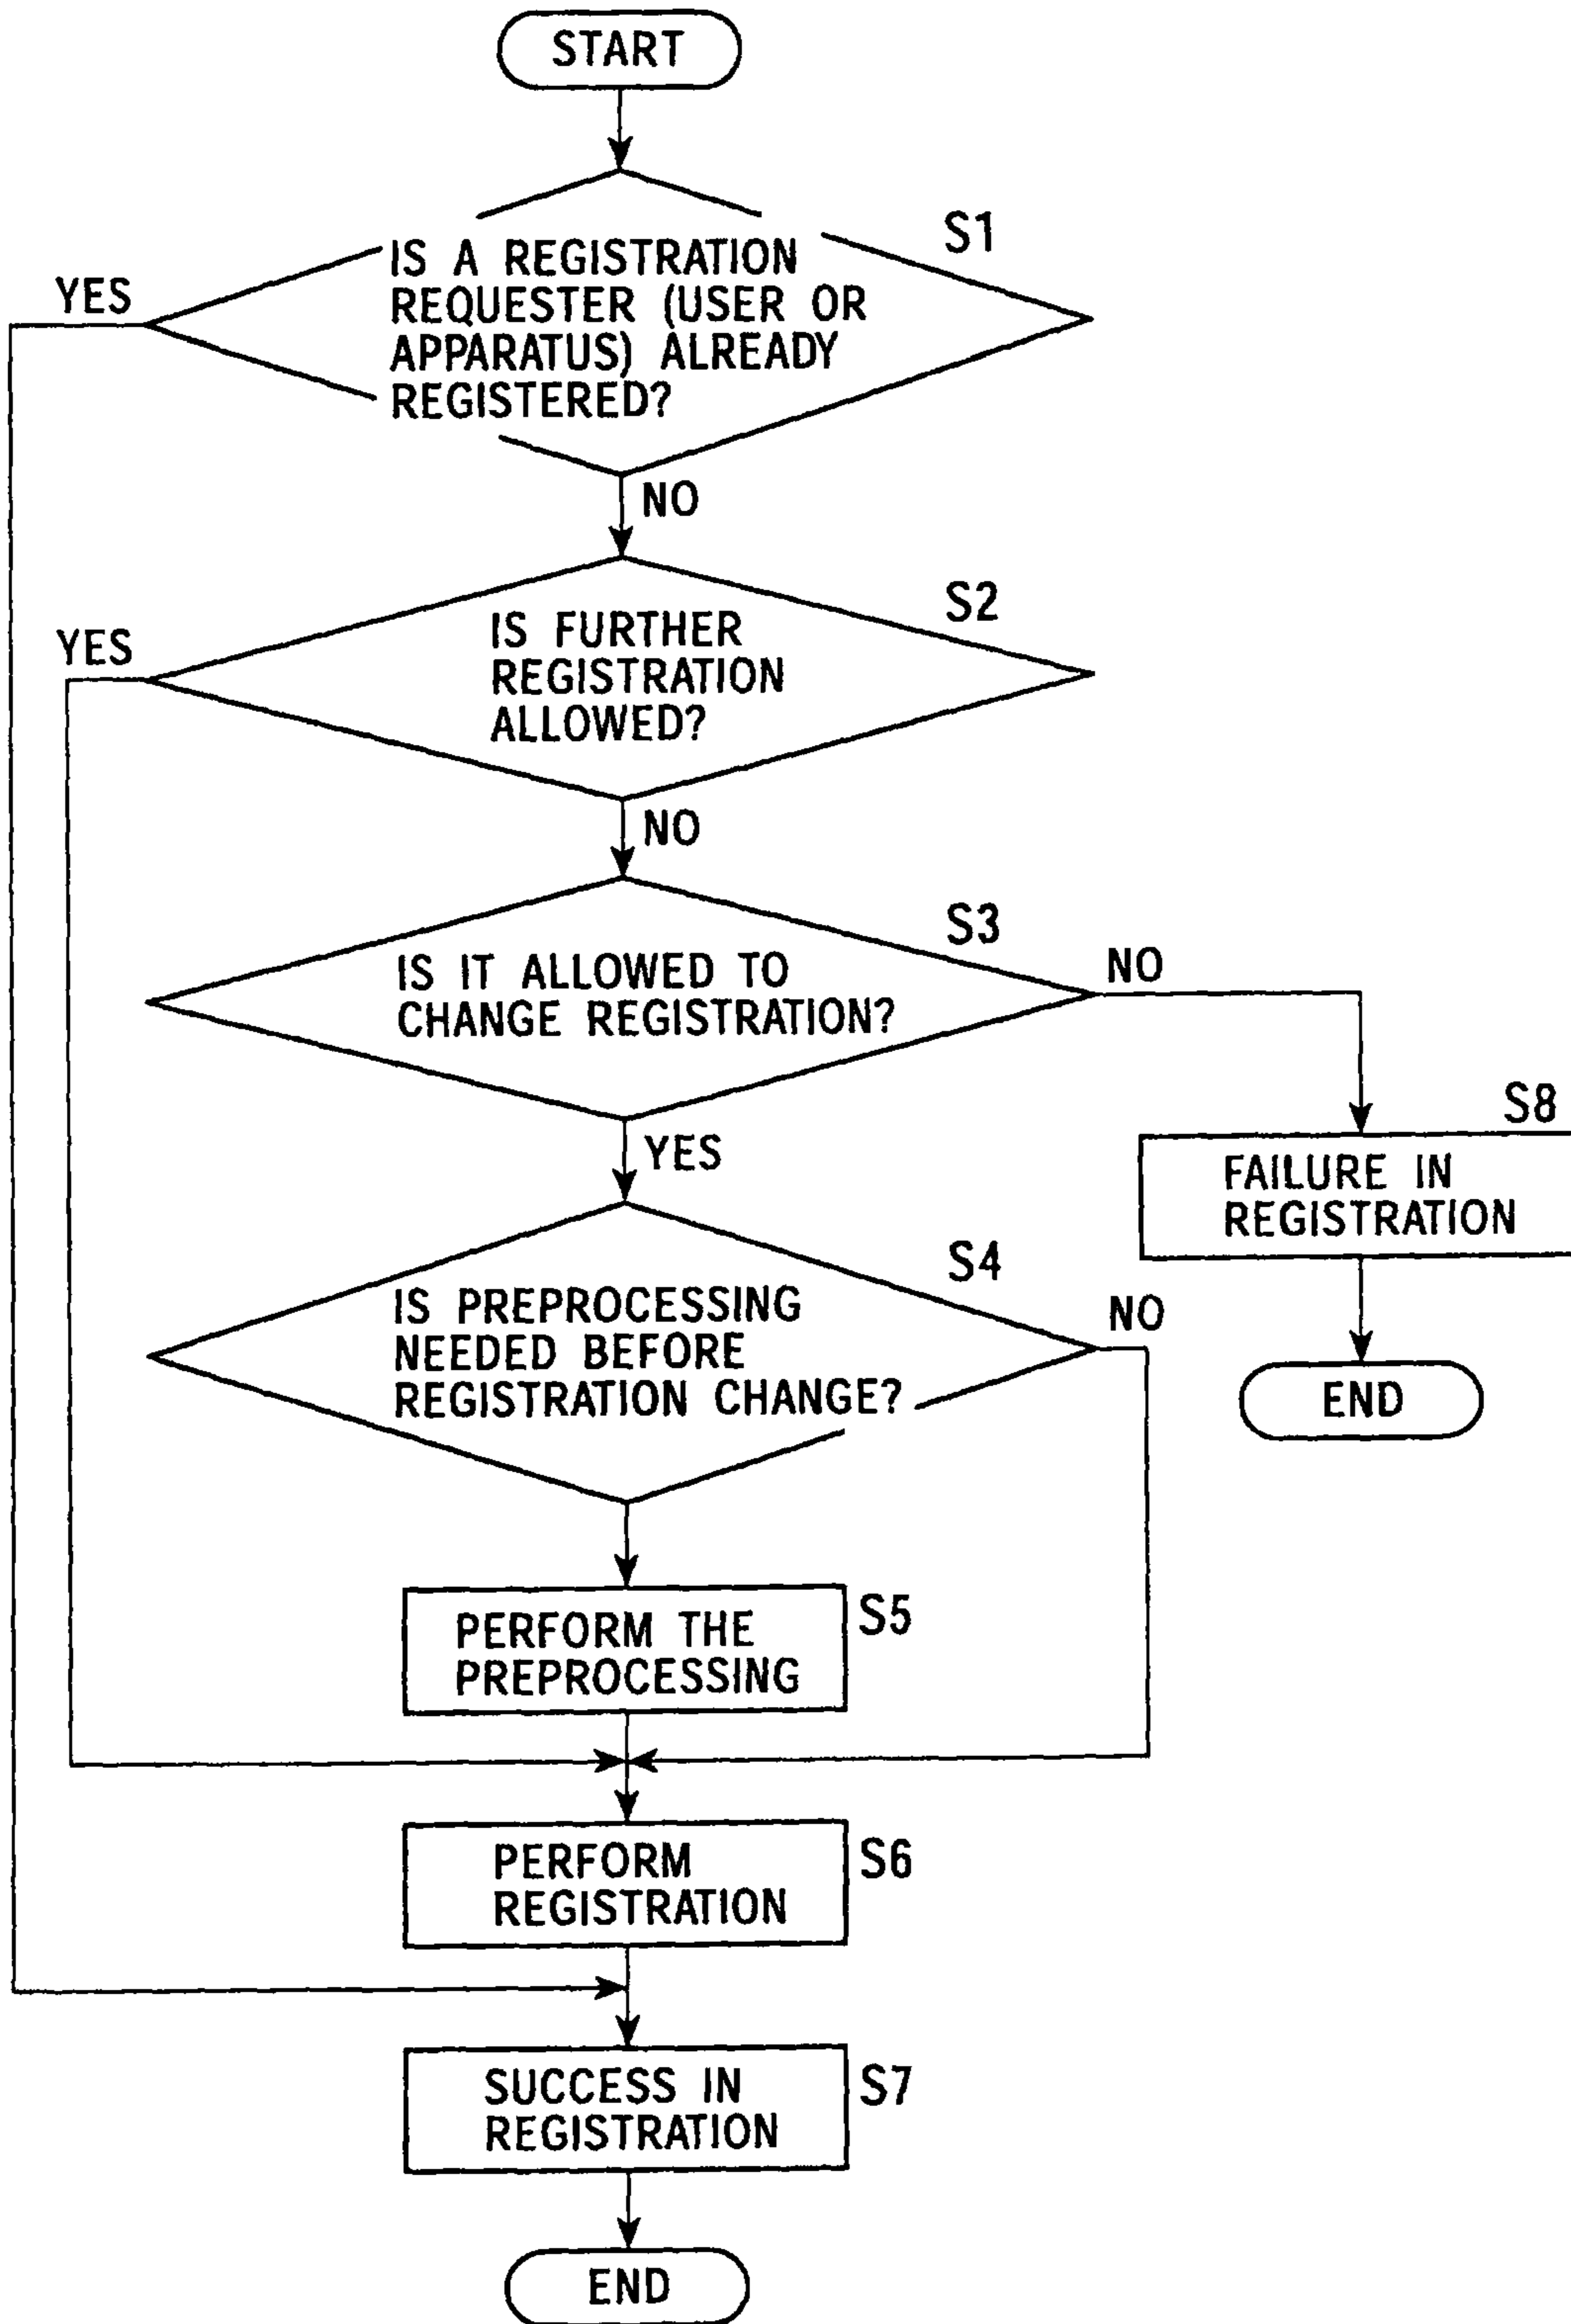 START
S1
IS A REGISTRATION
REQUESTER (USER OR
APPARATUS) ALREADY
REGISTERED?
YES
NO
S2
IS FURTHER
REGISTRATION
ALLOWED?
YES
NO
S3
IS IT ALLOWED TO
CHANGE REGISTRATION?
NO
YES
S8
FAILURE IN
REGISTRATION
END
S4
IS PREPROCESSING
NEEDED BEFORE
REGISTRATION CHANGE?
NO
S5
PERFORM THE
PREPROCESSING
S6
PERFORM
REGISTRATION
S7
SUCCESS IN
REGISTRATION
END